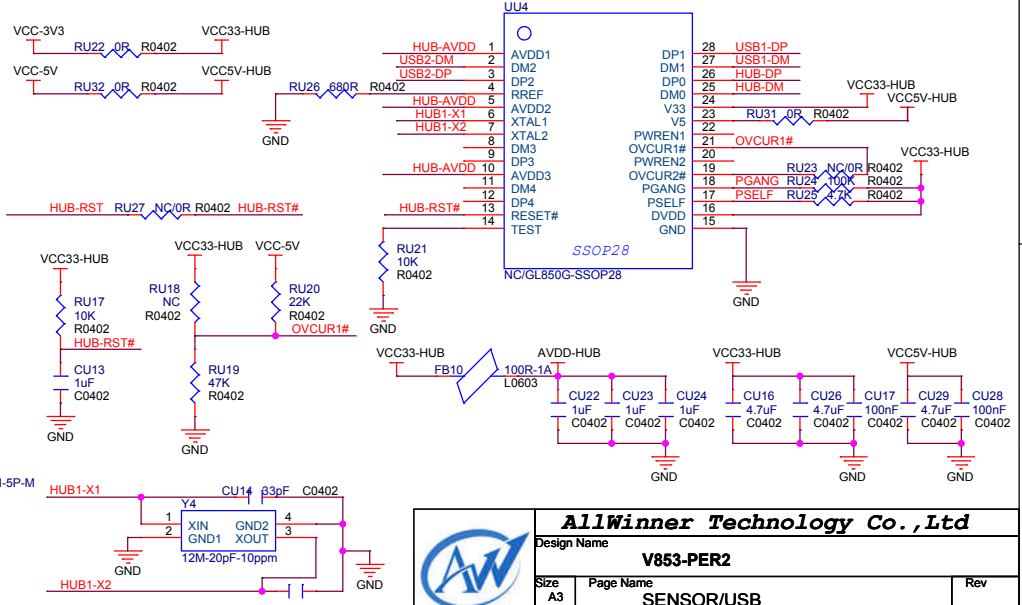 UU4
VCC-3V3
RU22 0R R0402
VCC33-HUB
VCC-5V
RU32 0R R0402
VCC5V-HUB
RU26 680R R0402
GND
HUB-AVDD 1 AVDD1
USB2-DM 2 DM2
USB2-DP 3 DP2
4 RREF
HUB-AVDD 5 AVDD2
HUB1-X1 6 XTAL1
HUB1-X2 7 XTAL2
8 DM3
9 DP3
HUB-AVDD 10 AVDD3
11 DM4
12 DP4
HUB-RST# 13 RESET#
14 TEST
DP1 28 USB1-DP
DM1 27 USB1-DM
DP0 26 HUB-DP
DM0 25 HUB-DM
V33 24
V5 23
PWREN1 22
OVCUR1# 21 OVCUR1#
PWREN2 20
OVCUR2# 19
PGANG 18 PGANG
PSELF 17 PSELF
DVDD 16
GND 15
SSOP28
NC/GL850G-SSOP28
VCC33-HUB
VCC5V-HUB
RU31 0R R0402
VCC33-HUB
RU23 NC/0R R0402
RU24 100K R0402
RU25 4.7K R0402
GND
HUB-RST RU27 NC/0R R0402 HUB-RST#
RU21
10K
R0402
GND
VCC33-HUB
RU17
10K
R0402
HUB-RST#
CU13
1uF
C0402
GND
VCC33-HUB
RU18
NC
R0402
VCC-5V
RU20
22K
R0402
OVCUR1#
RU19
47K
R0402
GND
VCC33-HUB
FB10
100R-1A
L0603
AVDD-HUB
CU22
1uF
C0402
CU23
1uF
C0402
CU24
1uF
C0402
GND
VCC33-HUB
CU16
4.7uF
C0402
CU26
4.7uF
C0402
CU17
100nF
C0402
GND
VCC5V-HUB
CU29
4.7uF
C0402
CU28
100nF
C0402
GND
-5P-M
HUB1-X1
CU14 33pF C0402
Y4
1 XIN GND2 4
2 GND1 XOUT 3
12M-20pF-10ppm
GND
GND
HUB1-X2
AW
AllWinner Technology Co.,Ltd
Design Name
V853-PER2
Size
A3
Page Name
SENSOR/USB
Rev